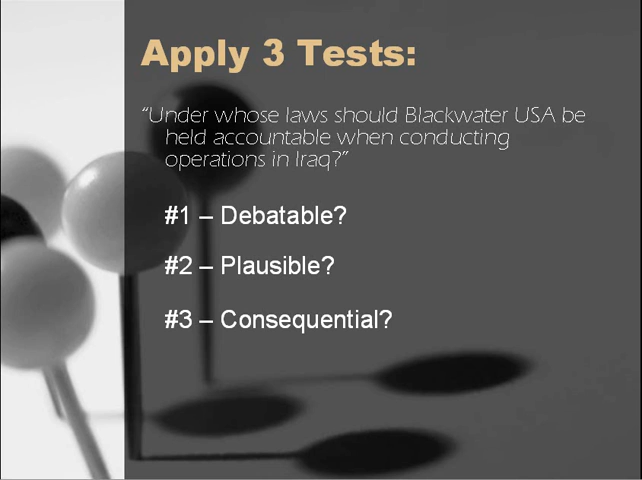 Apply 3 Tests:
“Under whose laws should Blackwater USA be
held accountable when conducting
operations in Iraq?”
#1 – Debatable?
#2 – Plausible?
#3 – Consequential?